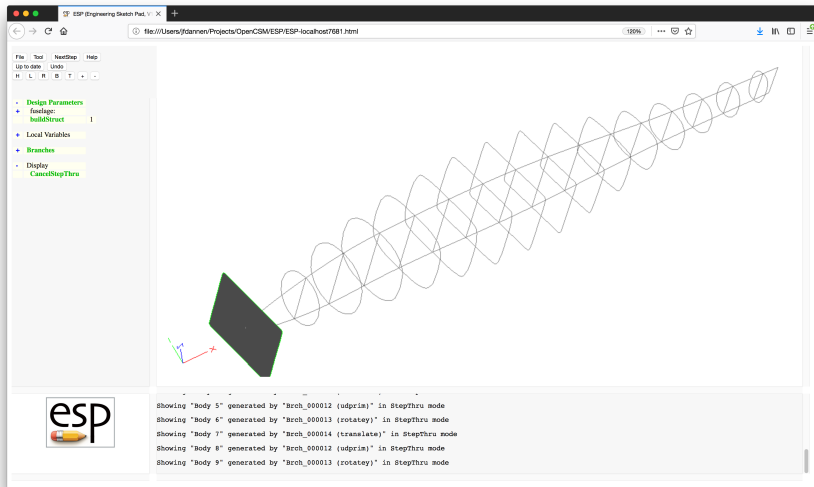 ESP (Engineering Sketch Pad, V
file:///Users/jfdannen/Projects/OpenCSM/ESP/ESP-localhost7681.html
120%
File Tool NextStep Help
Up to date Undo
H L R B T + -
- Design Parameters
+ fuselage:
buildStruct 1
+ Local Variables
+ Branches
- Display
CancelStepThru
X
esp
Showing "Body 5" generated by "Brch_000012 (udprim)" in StepThru mode
Showing "Body 6" generated by "Brch_000013 (rotatey)" in StepThru mode
Showing "Body 7" generated by "Brch_000014 (translate)" in StepThru mode
Showing "Body 8" generated by "Brch_000012 (udprim)" in StepThru mode
Showing "Body 9" generated by "Brch_000013 (rotatey)" in StepThru mode